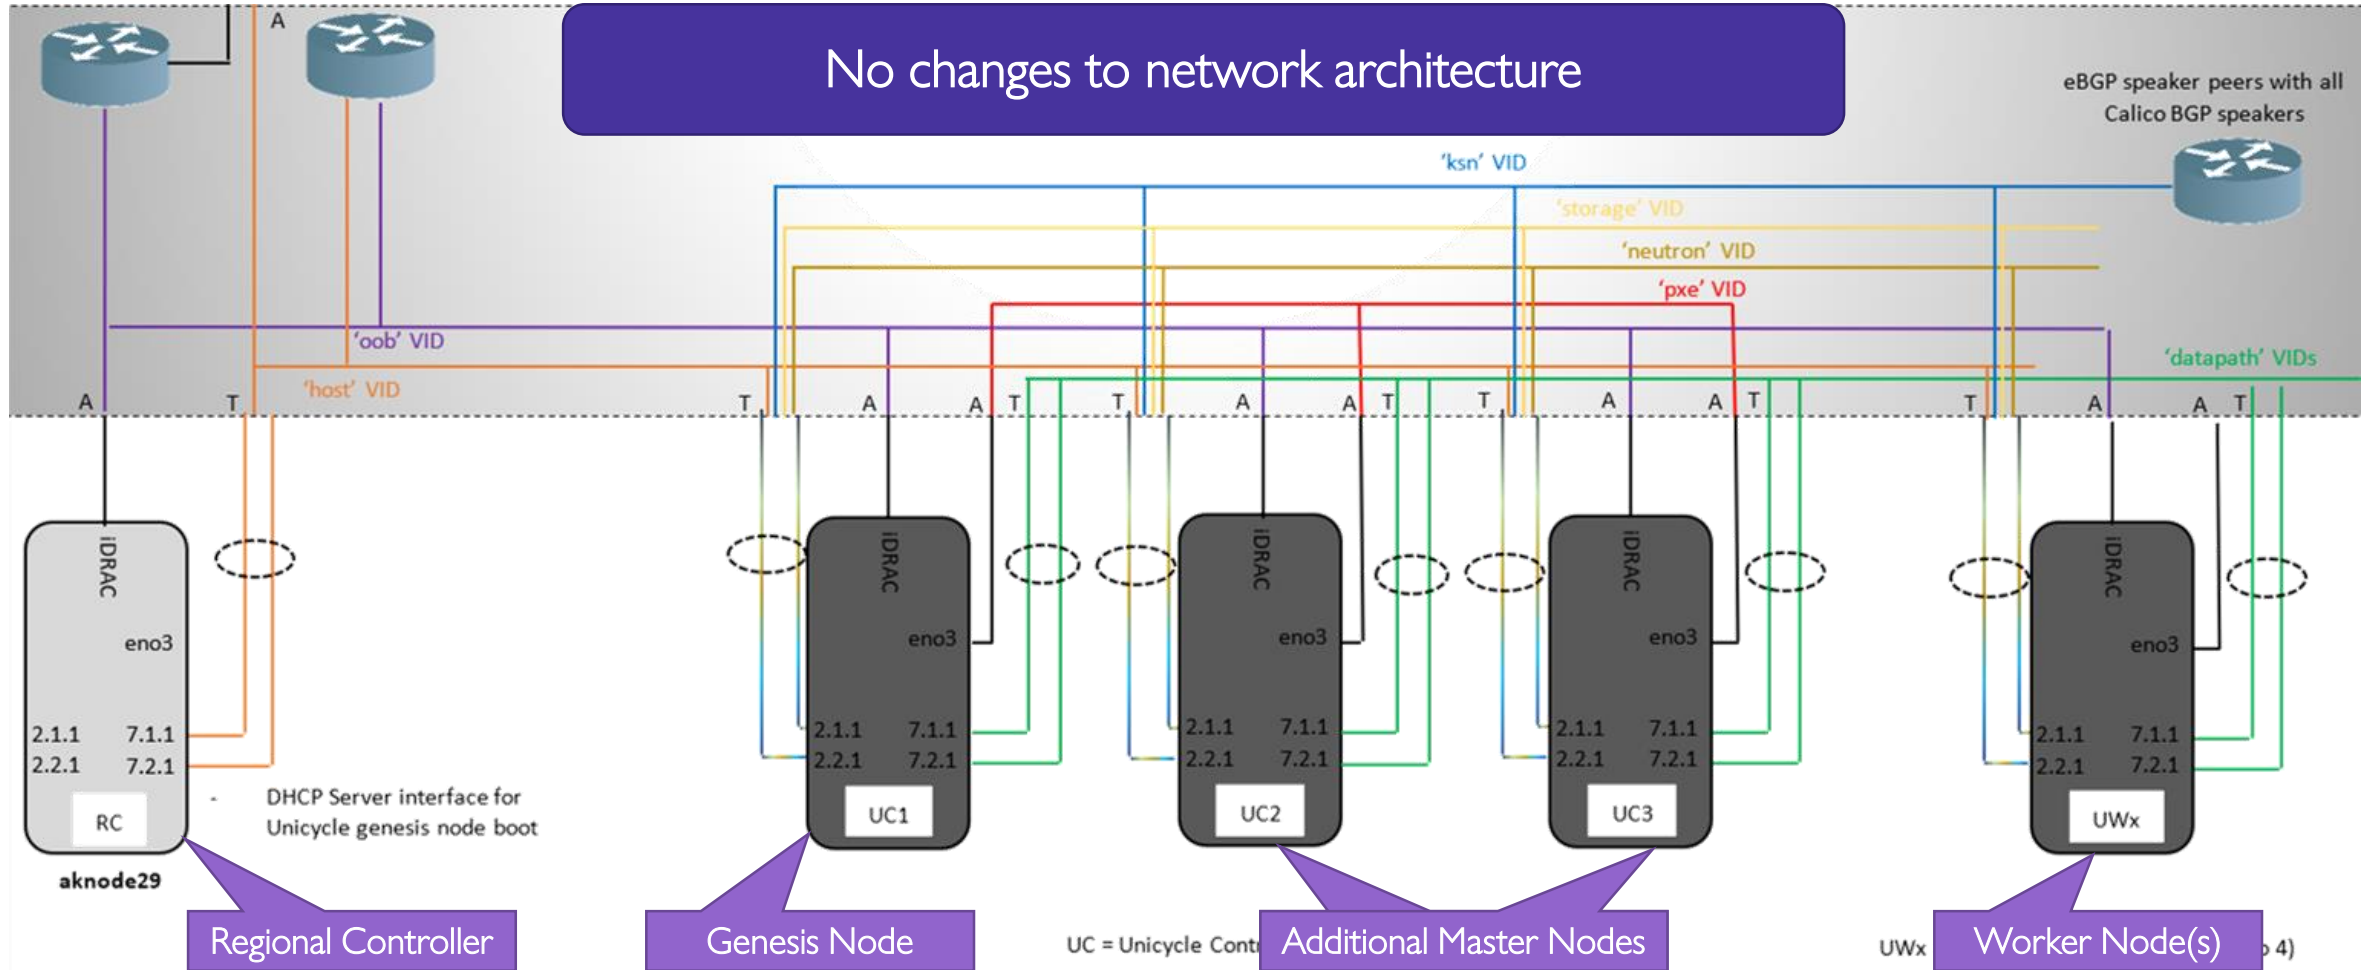 A
No changes to network architecture
eBGP speaker peers with all
Calico BGP speakers
'ksn' VID
'storage' VID
'neutron' VID
'pxe' VID
'oob' VID
'datapath' VIDs
'host' VID
A T T A A T T A A T T A A T T A A T
iDRAC iDRAC iDRAC iDRAC iDRAC
eno3 eno3 eno3 eno3 eno3
2.1.1 7.1.1 2.1.1 7.1.1 2.1.1 7.1.1 2.1.1 7.1.1 2.1.1 7.1.1
2.2.1 7.2.1 2.2.1 7.2.1 2.2.1 7.2.1 2.2.1 7.2.1 2.2.1 7.2.1
- DHCP Server interface for
Unicycle genesis node boot
RC UC1 UC2 UC3 UWx
aknode29
Regional Controller
Genesis Node
UC = Unicycle
Additional Master Nodes
UWx
Worker Node(s)
4)